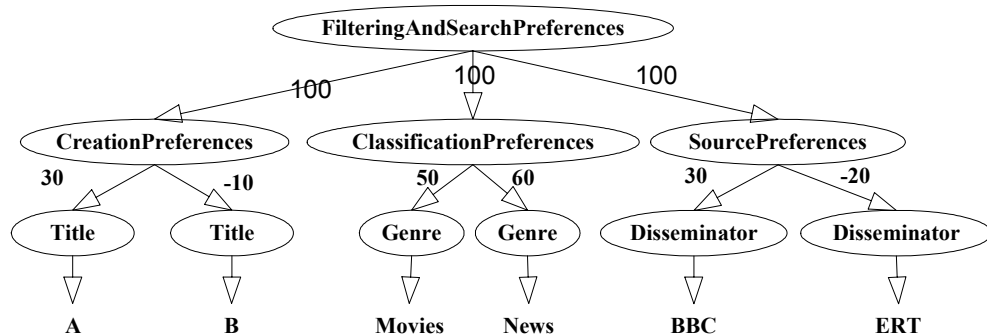 FilteringAndSearchPreferences
100 100 100
CreationPreferences ClassificationPreferences SourcePreferences
30 -10 50 60 30 -20
Title Title Genre Genre Disseminator Disseminator
A B Movies News BBC ERT